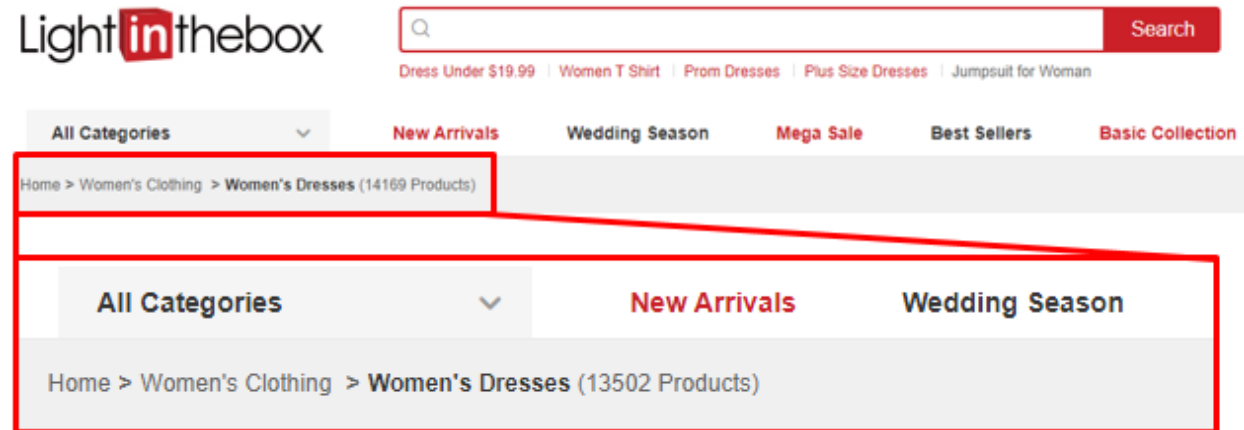 Lightinthebox
Search
Dress Under $19.99 Women T Shirt Prom Dresses Plus Size Dresses Jumpsuit for Woman
All Categories New Arrivals Wedding Season Mega Sale Best Sellers Basic Collection
Home > Women's Clothing > Women's Dresses (14169 Products)
All Categories New Arrivals Wedding Season
Home > Women's Clothing > Women's Dresses (13502 Products)